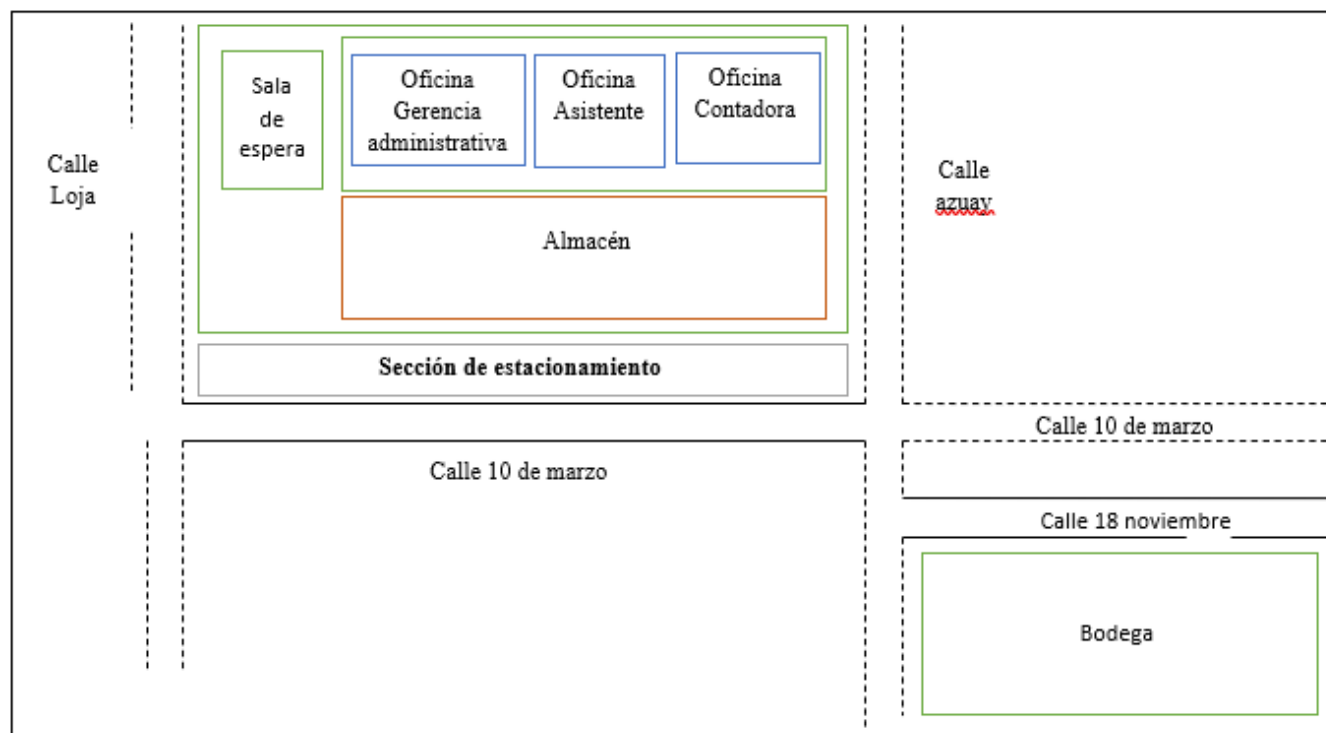 Calle
Loja
Sala
de
espera
Oficina
Gerencia
administrativa
Oficina
Asistente
Oficina
Contadora
Almacén
Sección de estacionamiento
Calle
azuay
Calle 10 de marzo
Calle 10 de marzo
Calle 18 noviembre
Bodega